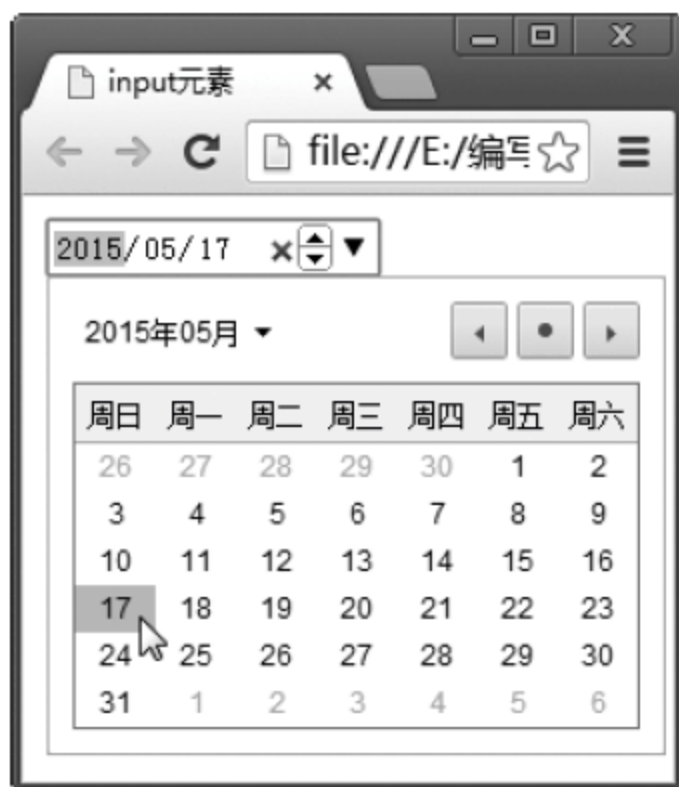 input元素
file:///E:/编写
2015/05/17
2015年05月
周日 周一 周二 周三 周四 周五 周六
26 27 28 29 30 1 2
3 4 5 6 7 8 9
10 11 12 13 14 15 16
17 18 19 20 21 22 23
24 25 26 27 28 29 30
31 1 2 3 4 5 6